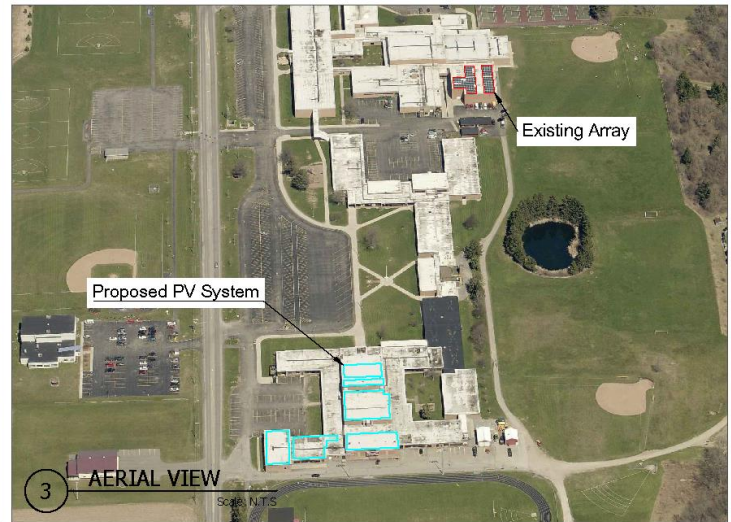 Existing Array
Proposed PV System
3 AERIAL VIEW
Scale: N.T.S